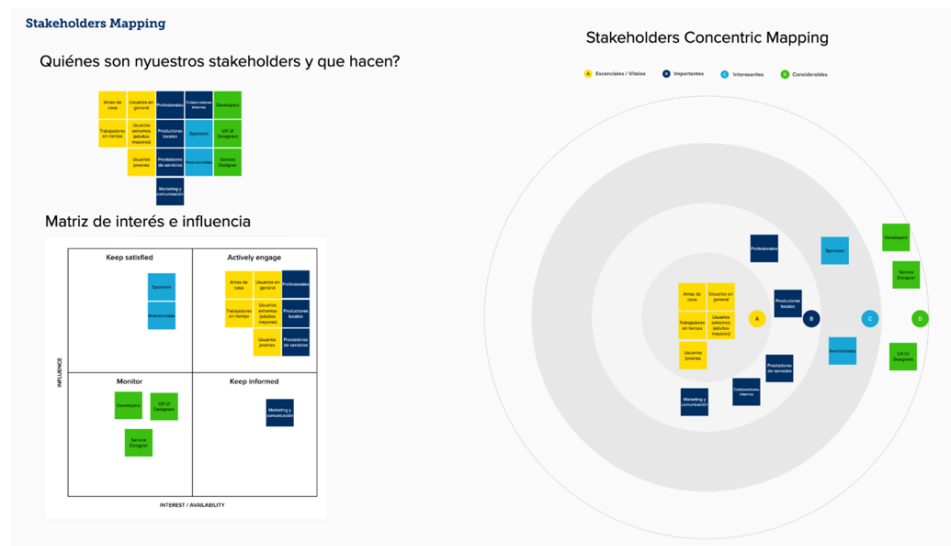 Stakeholders Mapping
Quiénes son nyuestros stakeholders y que hacen?
Amas de
casa
Usuarios en
general
Profesionales
Colaboradores
internos
Developers
Trabajadores
sin tiempo
Usuarios
extremos
(adultos
mayores)
Productores
locales
Sponsors
UX UI
Designers
Usuarios
jovenes
Prestadores
de servicios
Inversionistas
Service
Designer
Marketing y
comunicación
Matriz de interés e influencia
Keep satisfied
Actively engage
Sponsors
Inversionistas
Amas de
casa
Usuarios en
general
Profesionales
Trabajadores
sin tiempo
Usuarios
extremos
(adultos
mayores)
Productores
locales
Usuarios
jovenes
Prestadores
de servicios
INFLUENCE
Monitor
Keep informed
Developers
UX UI
Designers
Service
Designer
Marketing y
comunicación
INTEREST / AVAILABILITY
Stakeholders Concentric Mapping
A Escenciales / Vitales
B Importantes
C Interesantes
D Considerables
Developers
Profesionales
Sponsors
Service
Designer
Amas de
casa
Usuarios en
general
Productores
locales
Trabajadores
sin tiempo
Usuarios
extremos
(adultos
mayores)
A
B
C
D
Usuarios
jovenes
Inversionistas
UX UI
Designers
Prestadores
de servicios
Colaboradores
internos
Marketing y
comunicación